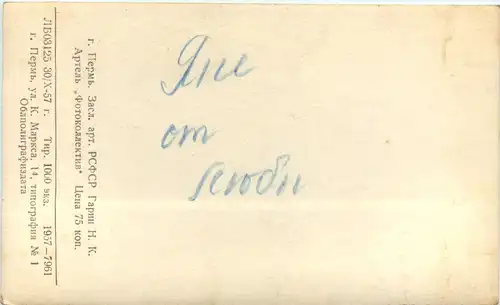 Яне
от
Любы
г. Пермь. Засл. арт. РСФСР Гарин Н. К.
Артель „Фотоколлектив“ Цена 75 коп.
ЛБ03125 30/X-57 г. Тир. 1000 экз. 1957—7961
г. Пермь, ул. К. Маркса, 14, типография № 1
Облполиграфиздата